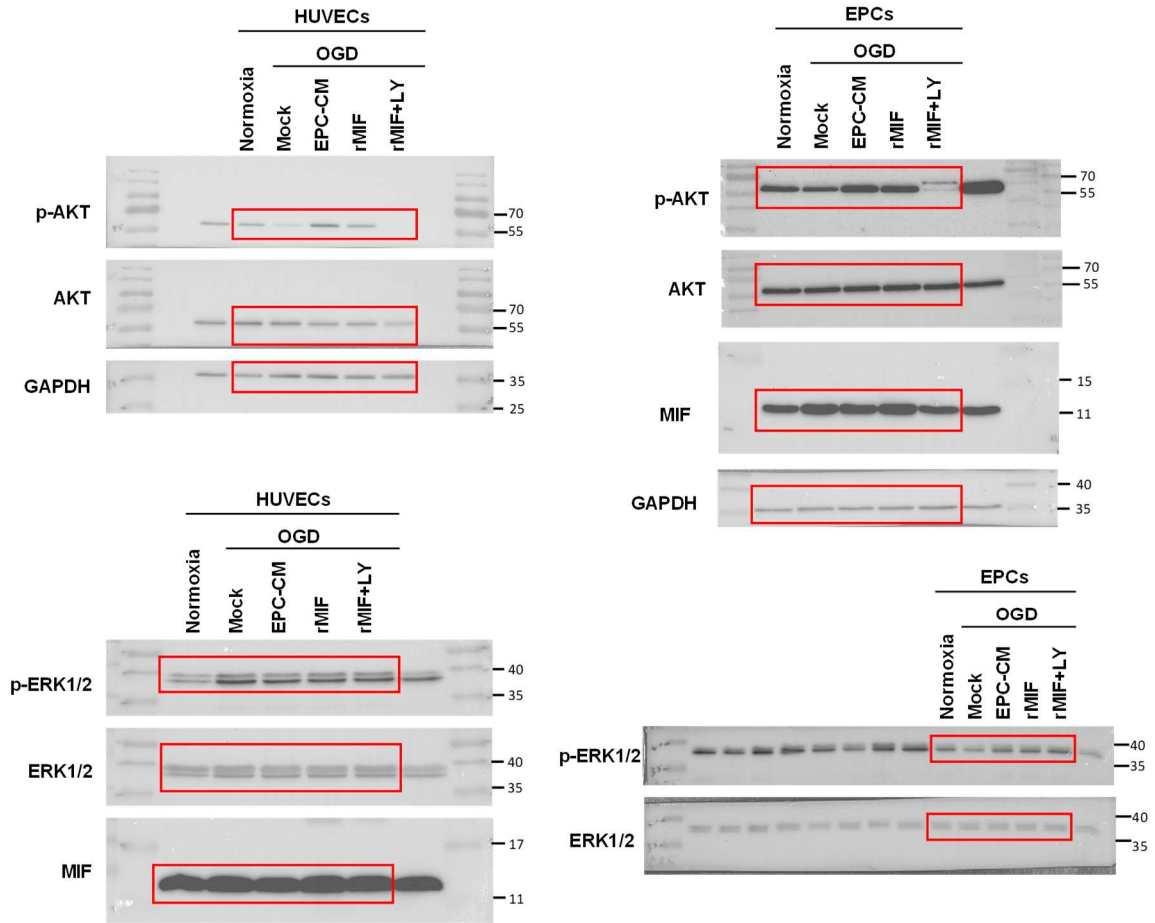 HUVECs
OGD
Normoxia
Mock
EPC-CM
rMIF
rMIF+LY
p-AKT
70
55
AKT
70
55
GAPDH
35
25
EPCs
OGD
Normoxia
Mock
EPC-CM
rMIF
rMIF+LY
p-AKT
70
55
AKT
70
55
MIF
15
11
GAPDH
40
35
HUVECs
OGD
Normoxia
Mock
EPC-CM
rMIF
rMIF+LY
p-ERK1/2
40
35
ERK1/2
40
35
MIF
17
11
EPCs
OGD
Normoxia
Mock
EPC-CM
rMIF
rMIF+LY
p-ERK1/2
40
35
ERK1/2
40
35